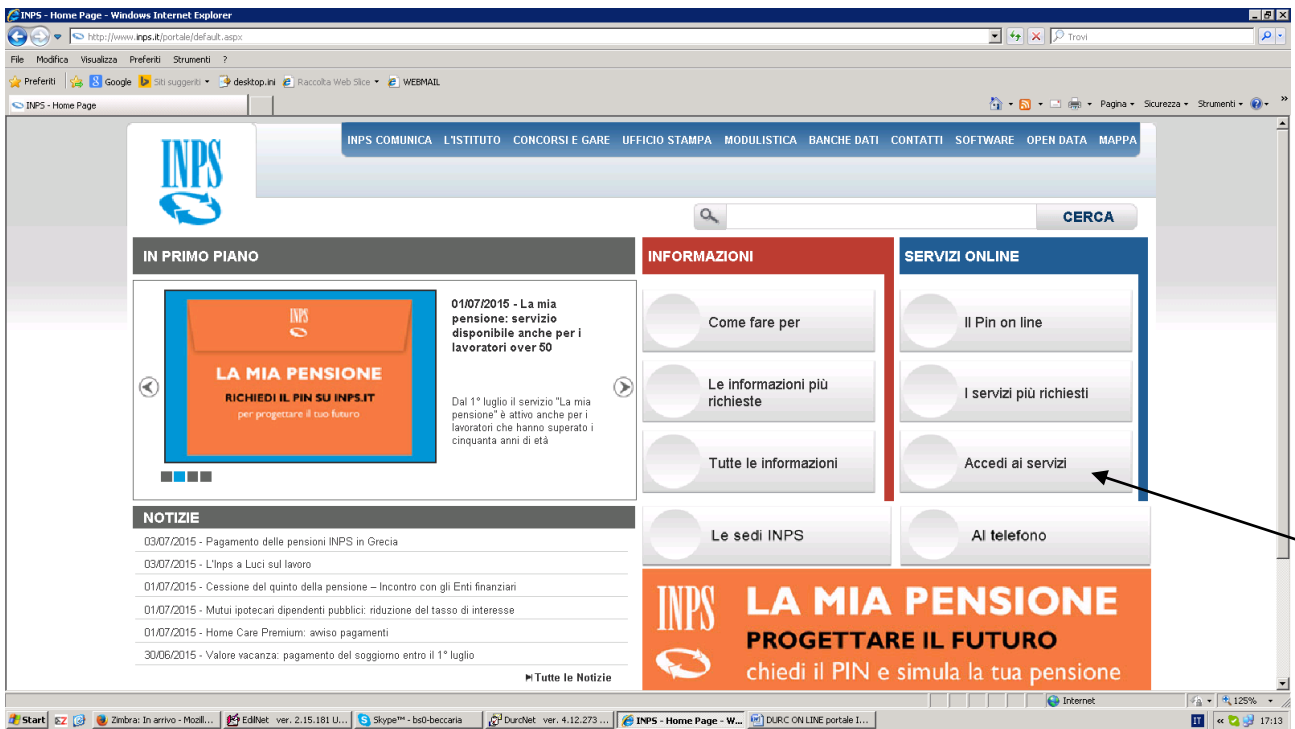 INPS - Home Page - Windows Internet Explorer
http://www.inps.it/portale/default.aspx
Trovi
File Modifica Visualizza Preferiti Strumenti ?
Preferiti Google Siti suggeriti desktop.ini Raccolta Web Slice WEBMAIL
INPS - Home Page
Pagina Sicurezza Strumenti
INPS
INPS COMUNICA L'ISTITUTO CONCORSI E GARE UFFICIO STAMPA MODULISTICA BANCHE DATI CONTATTI SOFTWARE OPEN DATA MAPPA
CERCA
IN PRIMO PIANO
INPS
LA MIA PENSIONE
RICHIEDI IL PIN SU INPS.IT
per progettare il tuo futuro
01/07/2015 - La mia
pensione: servizio
disponibile anche per i
lavoratori over 50
Dal 1° luglio il servizio "La mia
pensione" è attivo anche per i
lavoratori che hanno superato i
cinquanta anni di età
INFORMAZIONI
Come fare per
Le informazioni più
richieste
Tutte le informazioni
Le sedi INPS
SERVIZI ONLINE
Il Pin on line
I servizi più richiesti
Accedi ai servizi
Al telefono
NOTIZIE
03/07/2015 - Pagamento delle pensioni INPS in Grecia
03/07/2015 - L'Inps a Luci sul lavoro
01/07/2015 - Cessione del quinto della pensione – Incontro con gli Enti finanziari
01/07/2015 - Mutui ipotecari dipendenti pubblici: riduzione del tasso di interesse
01/07/2015 - Home Care Premium: avviso pagamenti
30/06/2015 - Valore vacanza: pagamento del soggiorno entro il 1° luglio
Tutte le Notizie
INPS
LA MIA PENSIONE
PROGETTARE IL FUTURO
chiedi il PIN e simula la tua pensione
Internet
125%
Start
Zimbra: In arrivo - Mozill...
EdilNet ver. 2.15.181 U...
Skype™ - bs0-beccaria
DurcNet ver. 4.12.273 ...
INPS - Home Page - W...
DURC ON LINE portale I...
IT
17:13